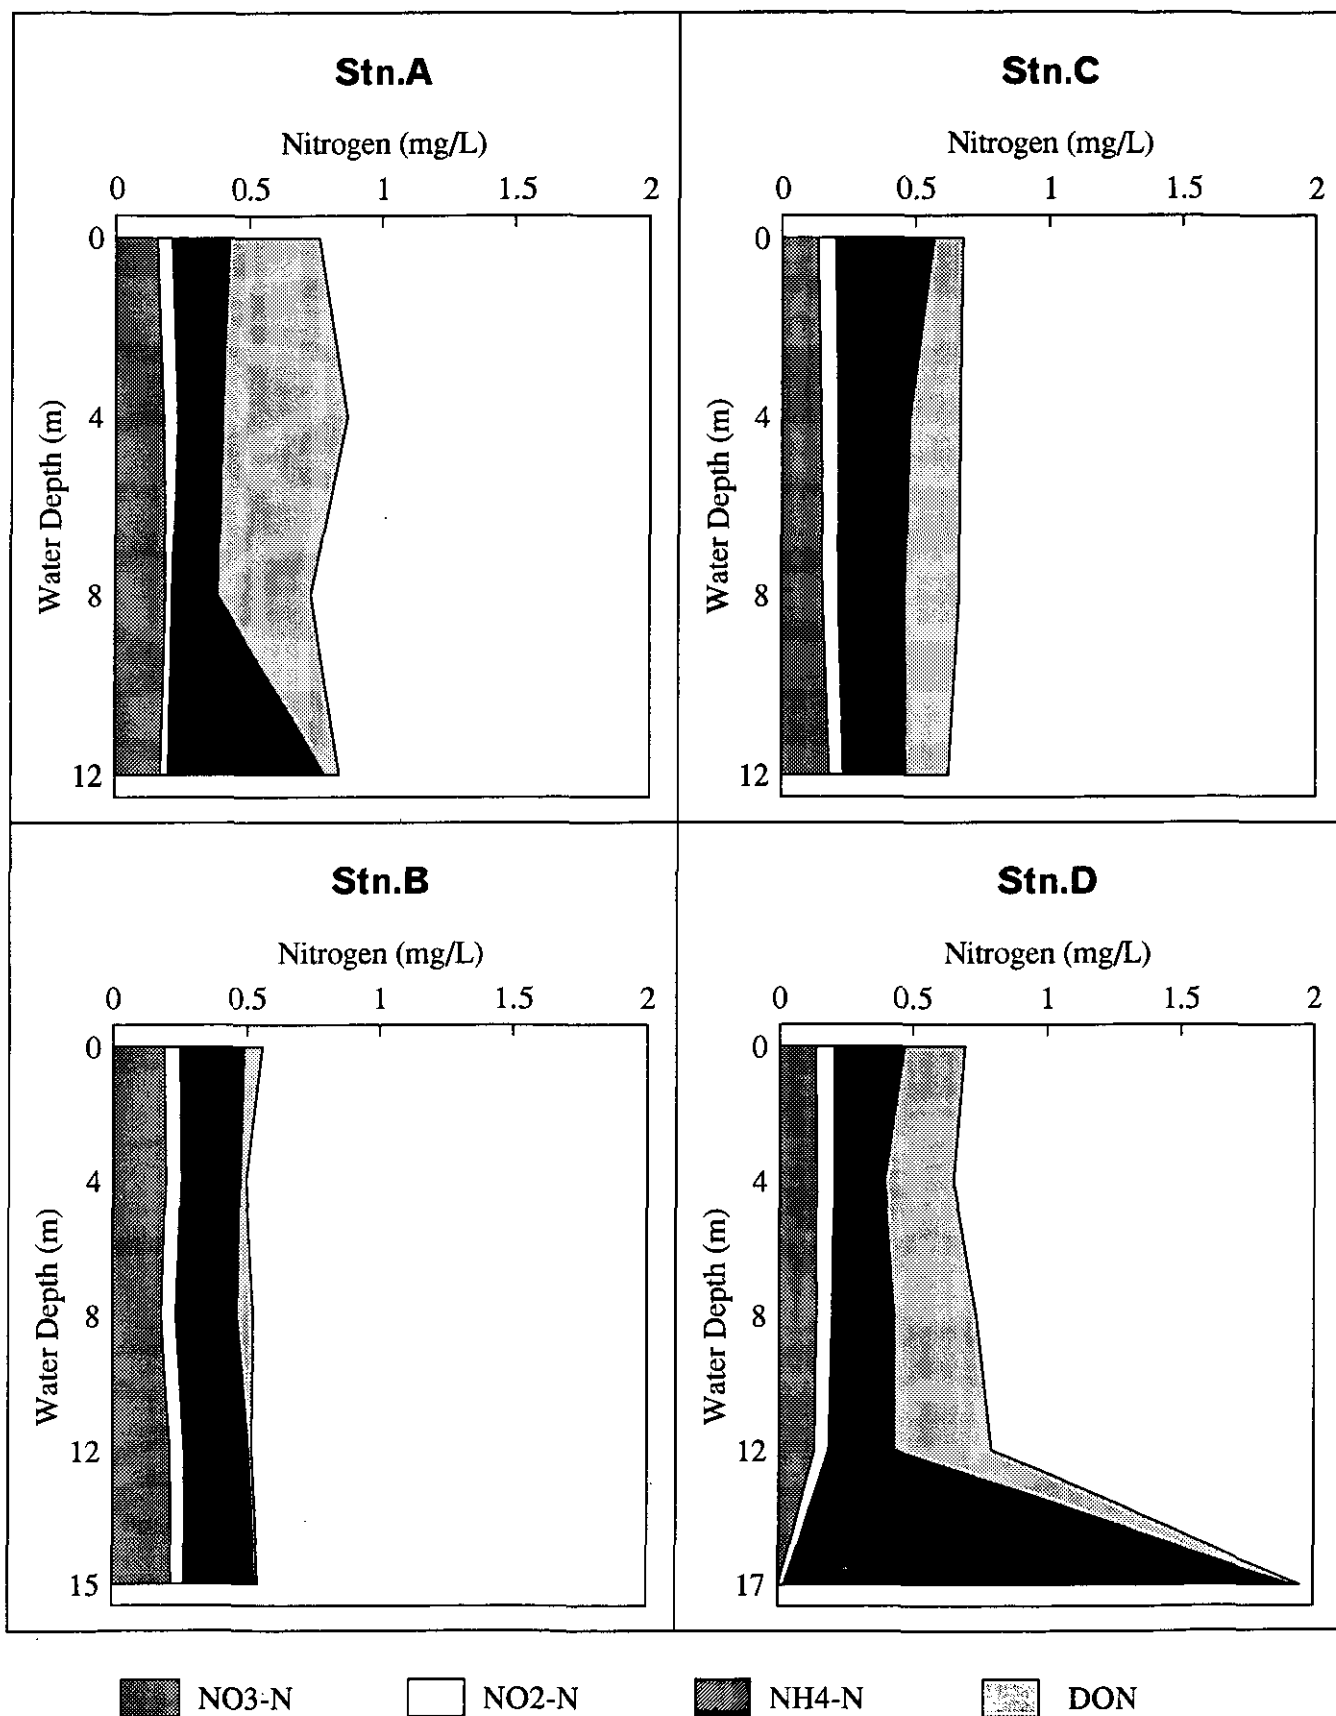 Stn.A
Nitrogen (mg/L)
0 0.5 1 1.5 2
Water Depth (m)
0
4
8
12
Stn.C
Nitrogen (mg/L)
0 0.5 1 1.5 2
Water Depth (m)
0
4
8
12
Stn.B
Nitrogen (mg/L)
0 0.5 1 1.5 2
Water Depth (m)
0
4
8
12
15
Stn.D
Nitrogen (mg/L)
0 0.5 1 1.5 2
Water Depth (m)
0
4
8
12
17
NO3-N NO2-N NH4-N DON